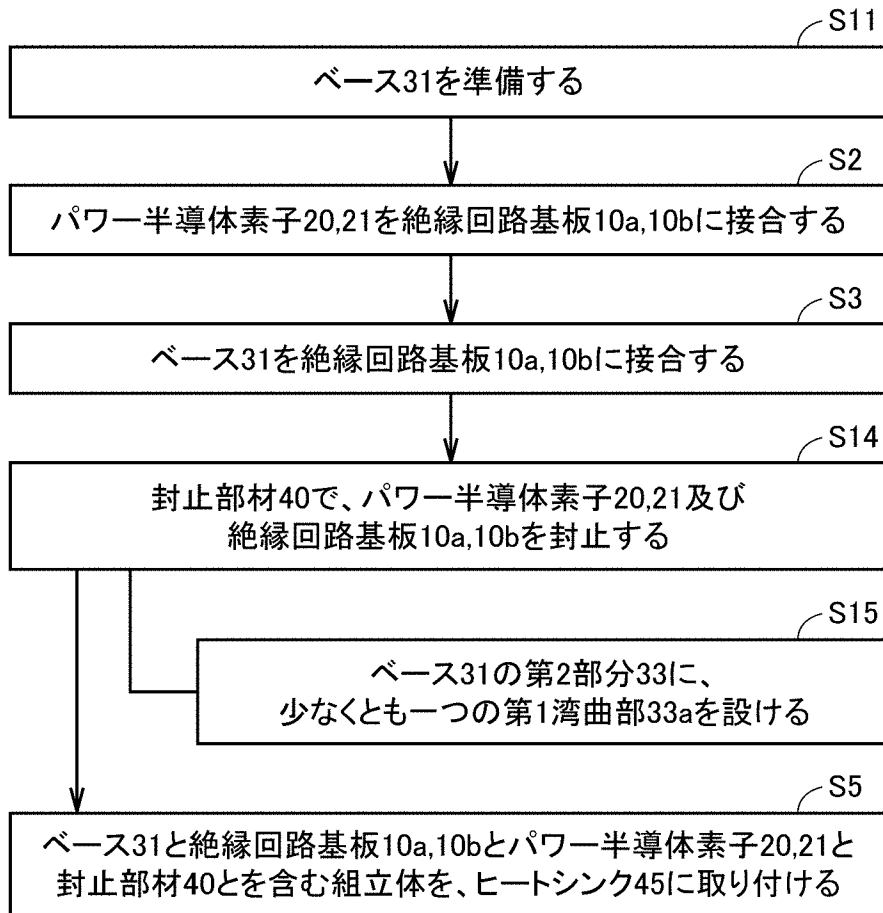 S11
ベース31を準備する
S2
パワー半導体素子20,21を絶縁回路基板10a,10bに接合する
S3
ベース31を絶縁回路基板10a,10bに接合する
S14
封止部材40で、パワー半導体素子20,21及び
絶縁回路基板10a,10bを封止する
S15
ベース31の第2部分33に、
少なくとも一つの第1湾曲部33aを設ける
S5
ベース31と絶縁回路基板10a,10bとパワー半導体素子20,21と
封止部材40とを含む組立体を、ヒートシンク45に取り付ける